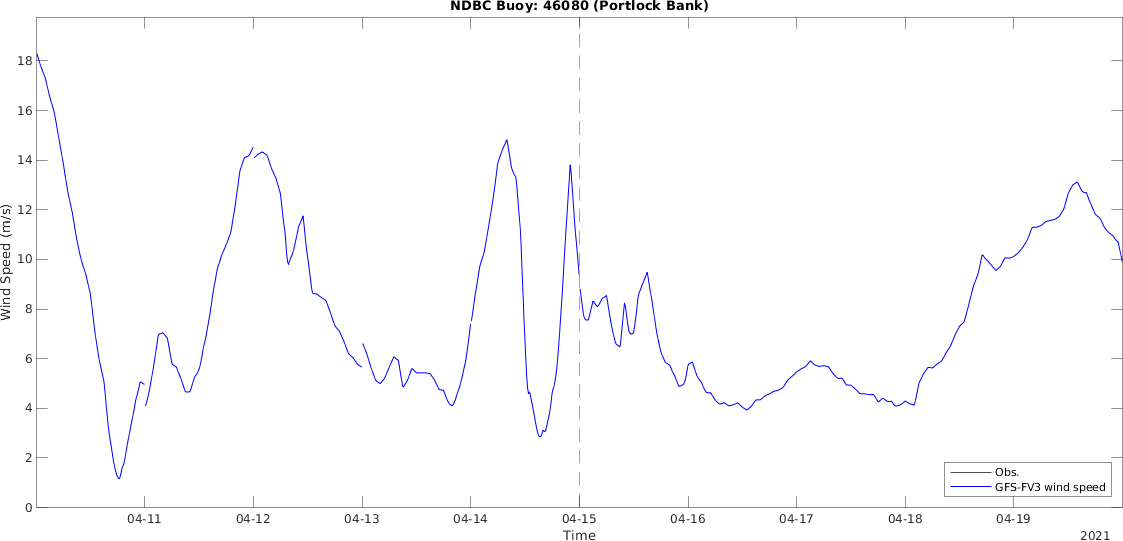 NDBC Buoy: 46080 (Portlock Bank)
18
16
14
12
10
8
6
4
2
0
Wind Speed (m/s)
04-11 04-12 04-13 04-14 04-15 04-16 04-17 04-18 04-19
Time
2021
Obs.
GFS-FV3 wind speed